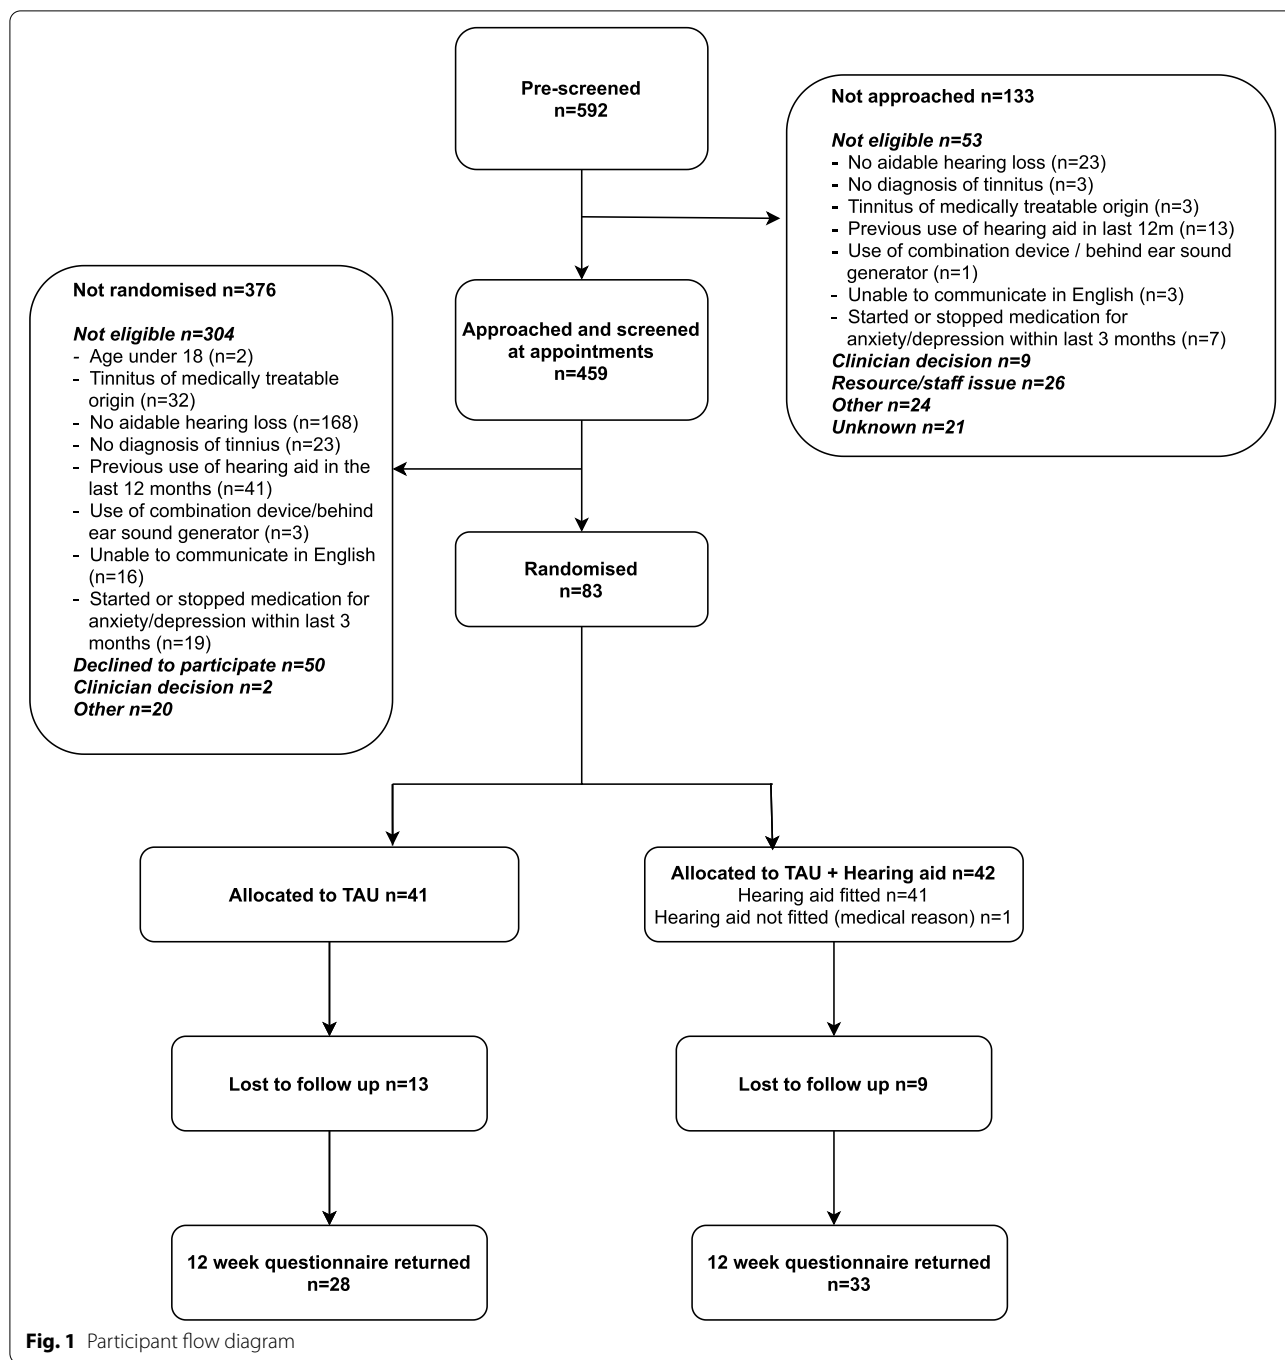 Pre-screened
n=592
Not approached n=133
Not eligible n=53
- No aidable hearing loss (n=23)
- No diagnosis of tinnitus (n=3)
- Tinnitus of medically treatable origin (n=3)
- Previous use of hearing aid in last 12m (n=13)
- Use of combination device / behind ear sound
generator (n=1)
- Unable to communicate in English (n=3)
- Started or stopped medication for
anxiety/depression within last 3 months (n=7)
Clinician decision n=9
Resource/staff issue n=26
Other n=24
Unknown n=21
Approached and screened
at appointments
n=459
Not randomised n=376
Not eligible n=304
- Age under 18 (n=2)
- Tinnitus of medically treatable
origin (n=32)
- No aidable hearing loss (n=168)
- No diagnosis of tinnius (n=23)
- Previous use of hearing aid in the
last 12 months (n=41)
- Use of combination device/behind
ear sound generator (n=3)
- Unable to communicate in English
(n=16)
- Started or stopped medication for
anxiety/depression within last 3
months (n=19)
Declined to participate n=50
Clinician decision n=2
Other n=20
Randomised
n=83
Allocated to TAU n=41
Allocated to TAU + Hearing aid n=42
Hearing aid fitted n=41
Hearing aid not fitted (medical reason) n=1
Lost to follow up n=13
Lost to follow up n=9
12 week questionnaire returned
n=28
12 week questionnaire returned
n=33
Fig. 1 Participant flow diagram